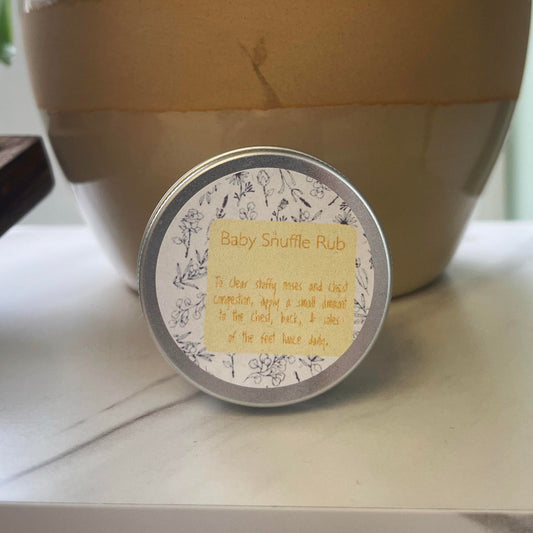 Baby Snuffle Rub
To clear stuffy noses and chest
congestion, apply a small amount
to the chest, back, & soles
of the feet twice daily.